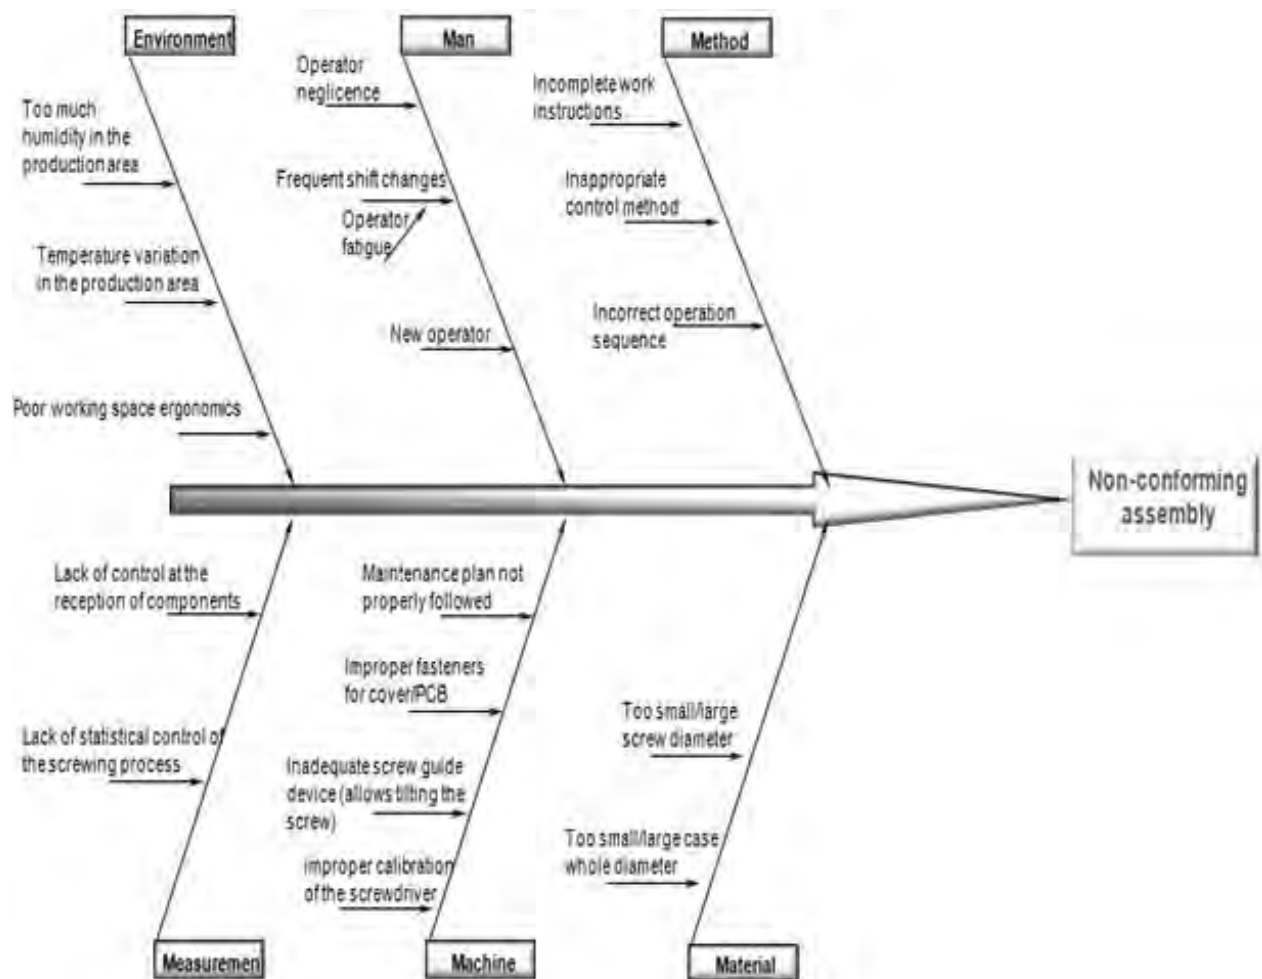 Environment
Man
Method
Too much
humidity in the
production area
Temperature variation
in the production area
Poor working space ergonomics
Operator
neglicence
Frequent shift changes
Operator
fatigue
New operator
Incomplete work
instructions
Inappropriate
control method
Incorrect operation
sequence
Non-conforming
assembly
Lack of control at the
reception of components
Lack of statistical control of
the screwing process
Maintenance plan not
properly followed
Improper fasteners
for cover/PCB
Inadequate screw guide
device (allows tilting the
screw)
improper calibration
of the screwdriver
Too small/large
screw diameter
Too small/large case
whole diameter
Measuremen
Machine
Material